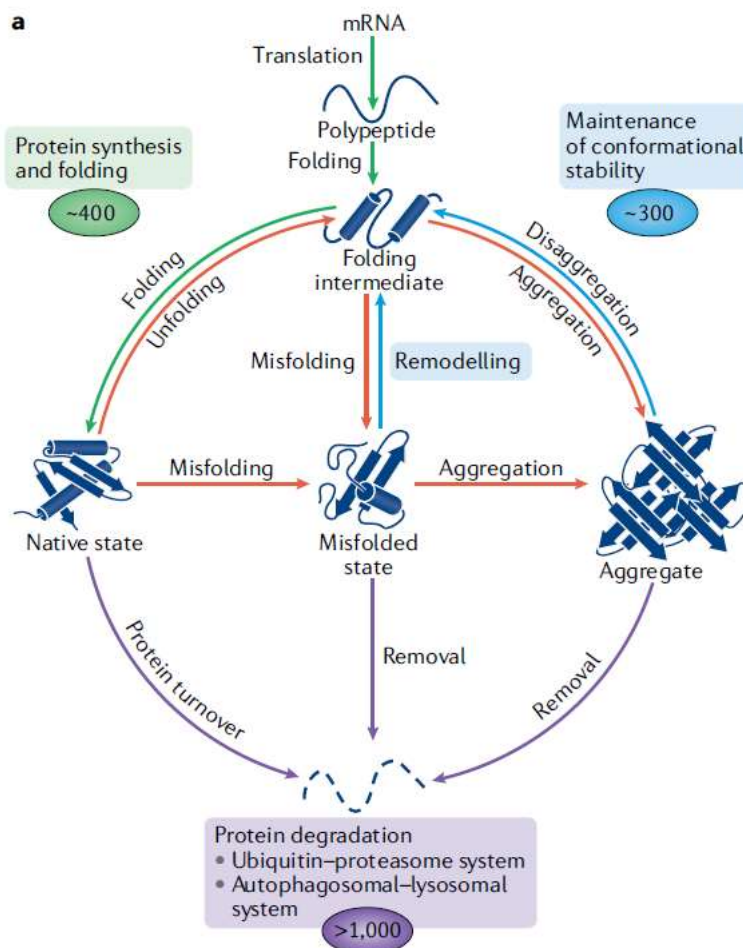 a
mRNA
Translation
Polypeptide
Folding
Protein synthesis
and folding
~400
Maintenance
of conformational
stability
~300
Folding
intermediate
Folding
Unfolding
Disaggregation
Aggregation
Misfolding
Remodelling
Misfolding
Aggregation
Native state
Misfolded
state
Aggregate
Protein turnover
Removal
Removal
Protein degradation
• Ubiquitin–proteasome system
• Autophagosomal–lysosomal
system
>1,000